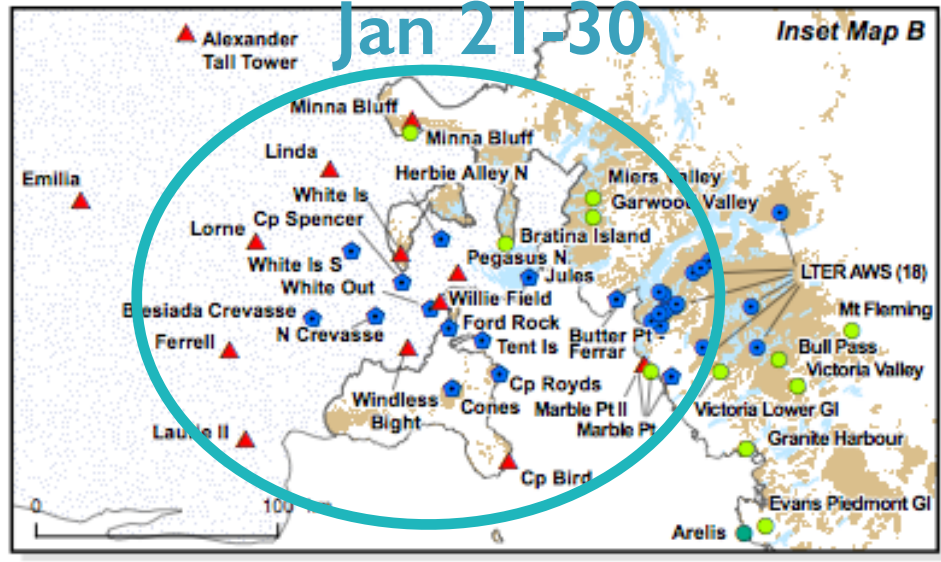 Jan 21-30
Inset Map B
Alexander
Tall Tower
Minna Bluff
Minna Bluff
Linda
Herbie Alley N
Emilia
Miers Valley
White Is
Garwood Valley
Cp Spencer
Lorne
Bratina Island
White Is S
Pegasus N
Jules
LTER AWS (18)
White Out
Willie Field
Biesiada Crevasse
Mt Fleming
N Crevasse
Ford Rock
Butter Pt
Ferrell
Tent Is
Ferrar
Bull Pass
Victoria Valley
Cp Royds
Windless
Bight
Cones
Marble Pt II
Victoria Lower Gl
Marble Pt
Laurie II
Granite Harbour
Cp Bird
0
100
Evans Piedmont Gl
Arelis